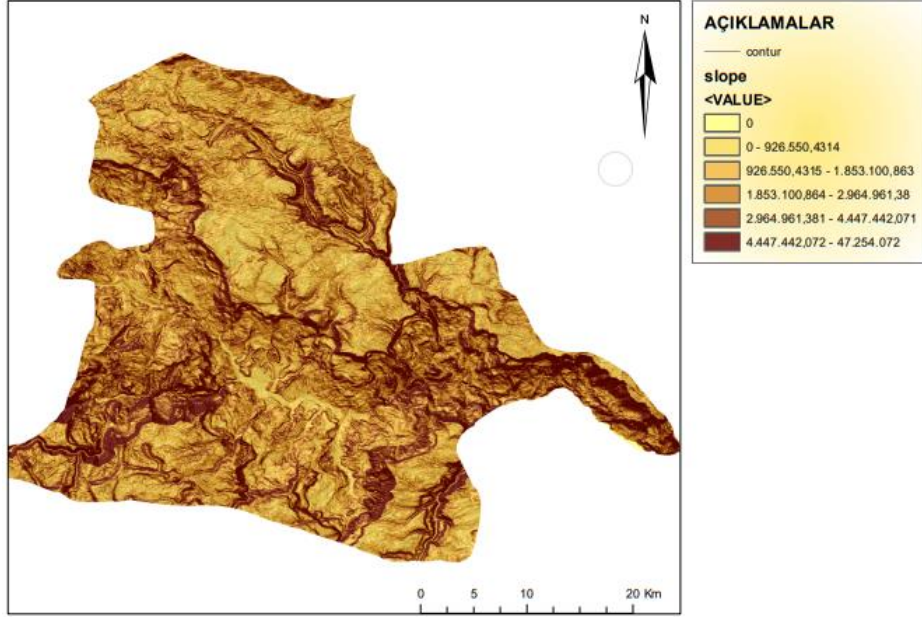 N
AÇIKLAMALAR
contur
slope
<VALUE>
0
0 - 926.550,4314
926.550,4315 - 1.853.100,863
1.853.100,864 - 2.964.961,38
2.964.961,381 - 4.447.442,071
4.447.442,072 - 47.254.072
0 5 10 20 Km